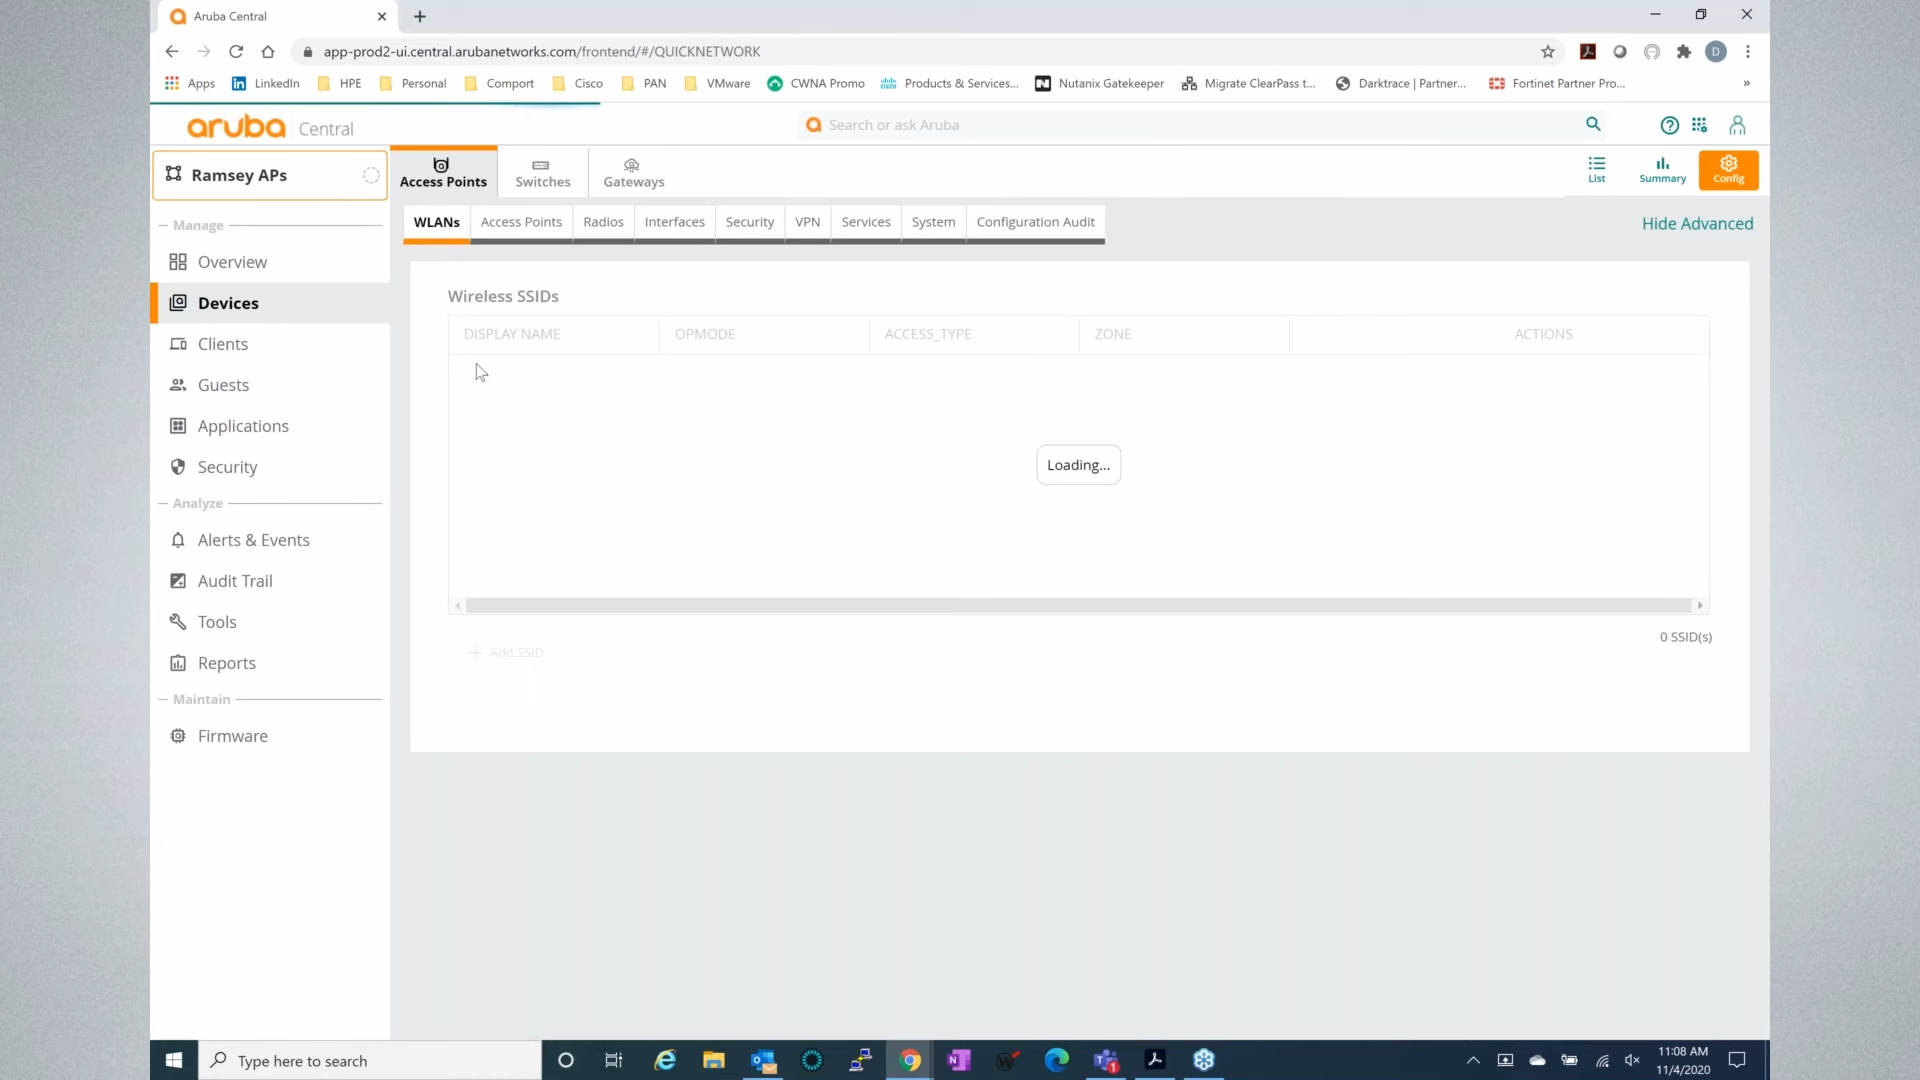 Aruba Central
app-prod2-ui.central.arubanetworks.com/frontend/#/QUICKNETWORK
D
Apps LinkedIn HPE Personal Comport Cisco PAN VMware CWNA Promo Products & Services... Nutanix Gatekeeper Migrate ClearPass t... Darktrace | Partner... Fortinet Partner Pro... »
aruba Central
Search or ask Aruba
Ramsey APs
Access Points Switches Gateways
List Summary Config
WLANs Access Points Radios Interfaces Security VPN Services System Configuration Audit
Hide Advanced
Manage
Overview
Devices
Clients
Guests
Applications
Security
Analyze
Alerts & Events
Audit Trail
Tools
Reports
Maintain
Firmware
Wireless SSIDs
DISPLAY NAME OPMODE ACCESS_TYPE ZONE ACTIONS
Loading...
0 SSID(s)
+ Add SSID
Type here to search
11:08 AM
11/4/2020